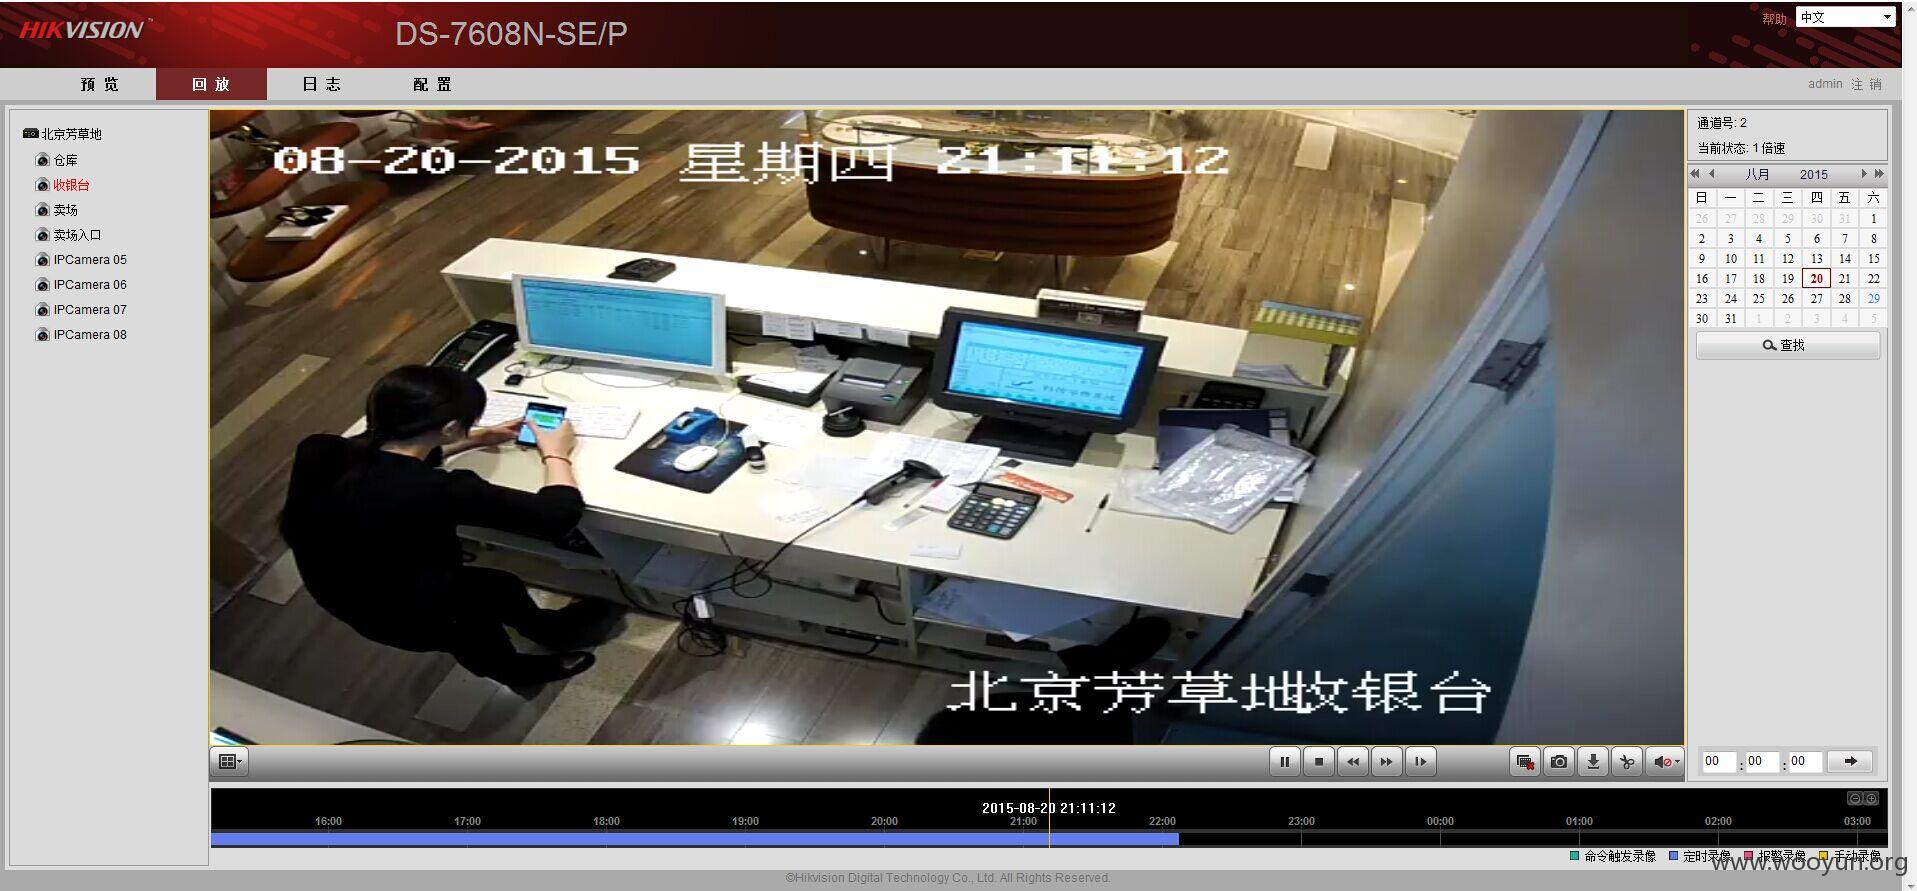 HIKVISION
DS-7608N-SE/P
帮助
中文
预 览
回 放
日 志
配 置
admin
注 销
北京芳草地
仓库
收银台
卖场
卖场入口
IPCamera 05
IPCamera 06
IPCamera 07
IPCamera 08
08-20-2015 星期四 21:11:12
北京芳草地收银台
通道号: 2
当前状态: 1 倍速
八月 2015
日 一 二 三 四 五 六
26 27 28 29 30 31 1
2 3 4 5 6 7 8
9 10 11 12 13 14 15
16 17 18 19 20 21 22
23 24 25 26 27 28 29
30 31 1 2 3 4 5
查找
00 : 00 : 00
2015-08-20 21:11:12
16:00 17:00 18:00 19:00 20:00 21:00 22:00 23:00 00:00 01:00 02:00 03:00
命令触发录像 定时录像 报警录像 手动录像
www.wooyun.org
©Hikvision Digital Technology Co., Ltd. All Rights Reserved.